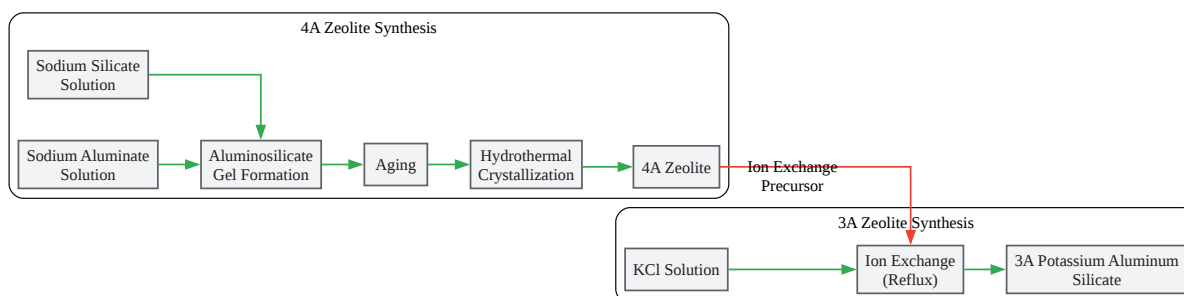 4A Zeolite Synthesis
Sodium Silicate
Solution
Sodium Aluminate
Solution
Aluminosilicate
Gel Formation
Aging
Hydrothermal
Crystallization
4A Zeolite
Ion Exchange
Precursor
3A Zeolite Synthesis
KCl Solution
Ion Exchange
(Reflux)
3A Potassium Aluminum
Silicate